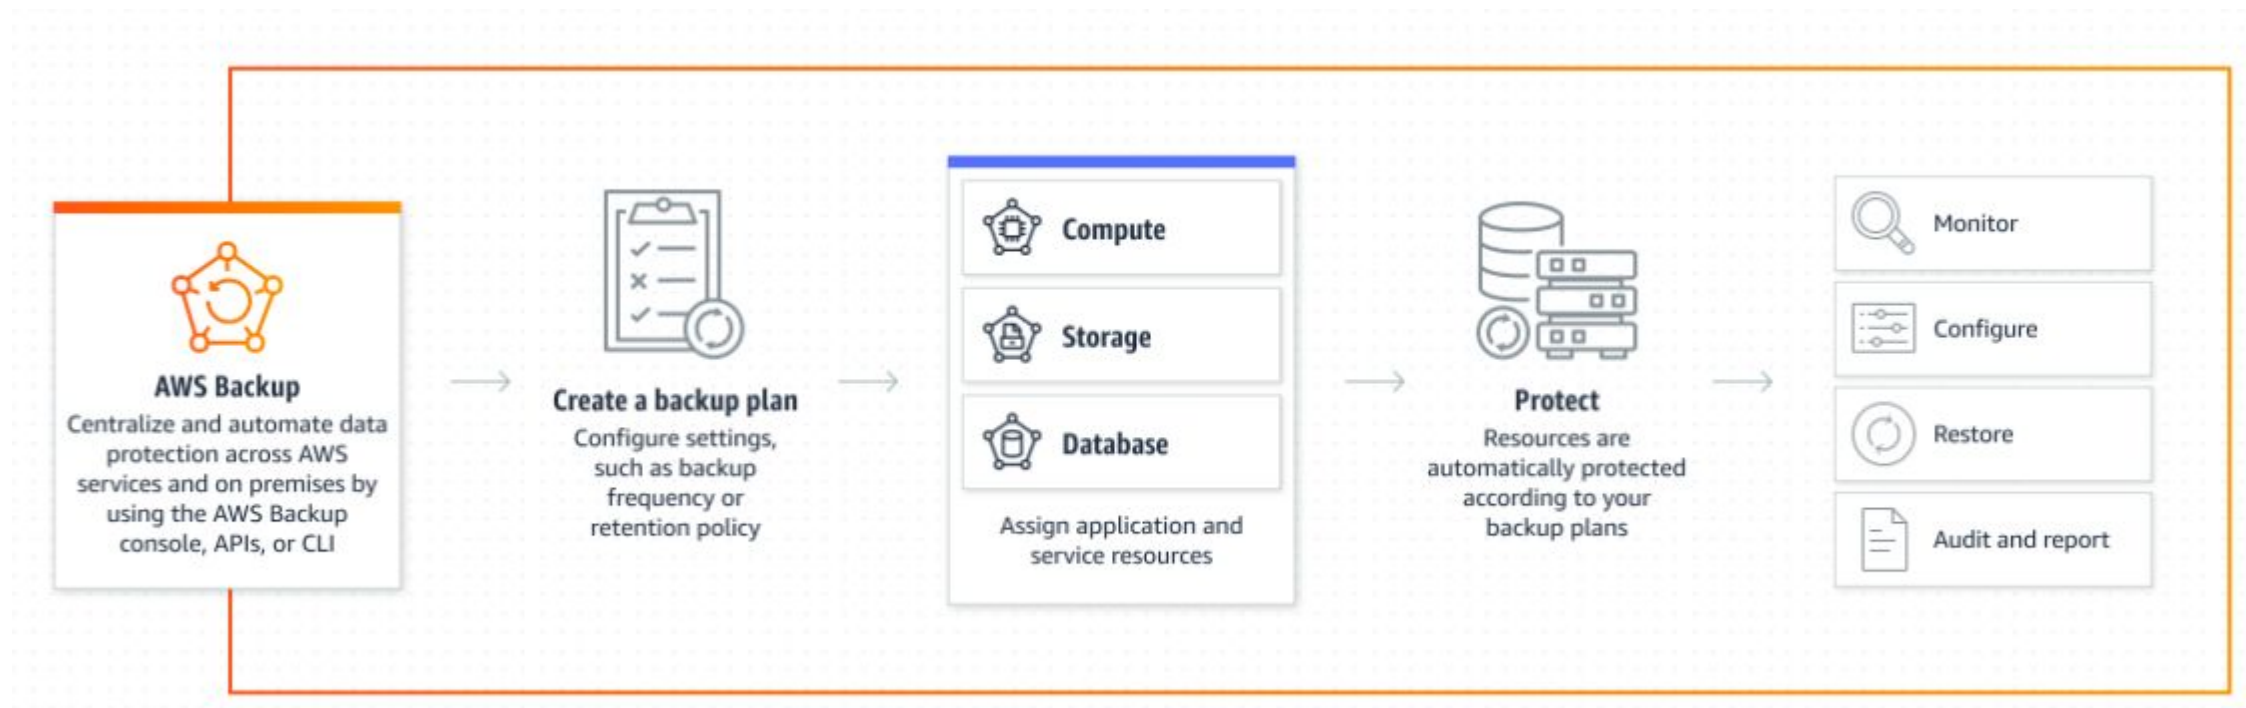 AWS Backup
Centralize and automate data
protection across AWS
services and on premises by
using the AWS Backup
console, APIs, or CLI
Create a backup plan
Configure settings,
such as backup
frequency or
retention policy
Compute
Storage
Database
Assign application and
service resources
Protect
Resources are
automatically protected
according to your
backup plans
Monitor
Configure
Restore
Audit and report